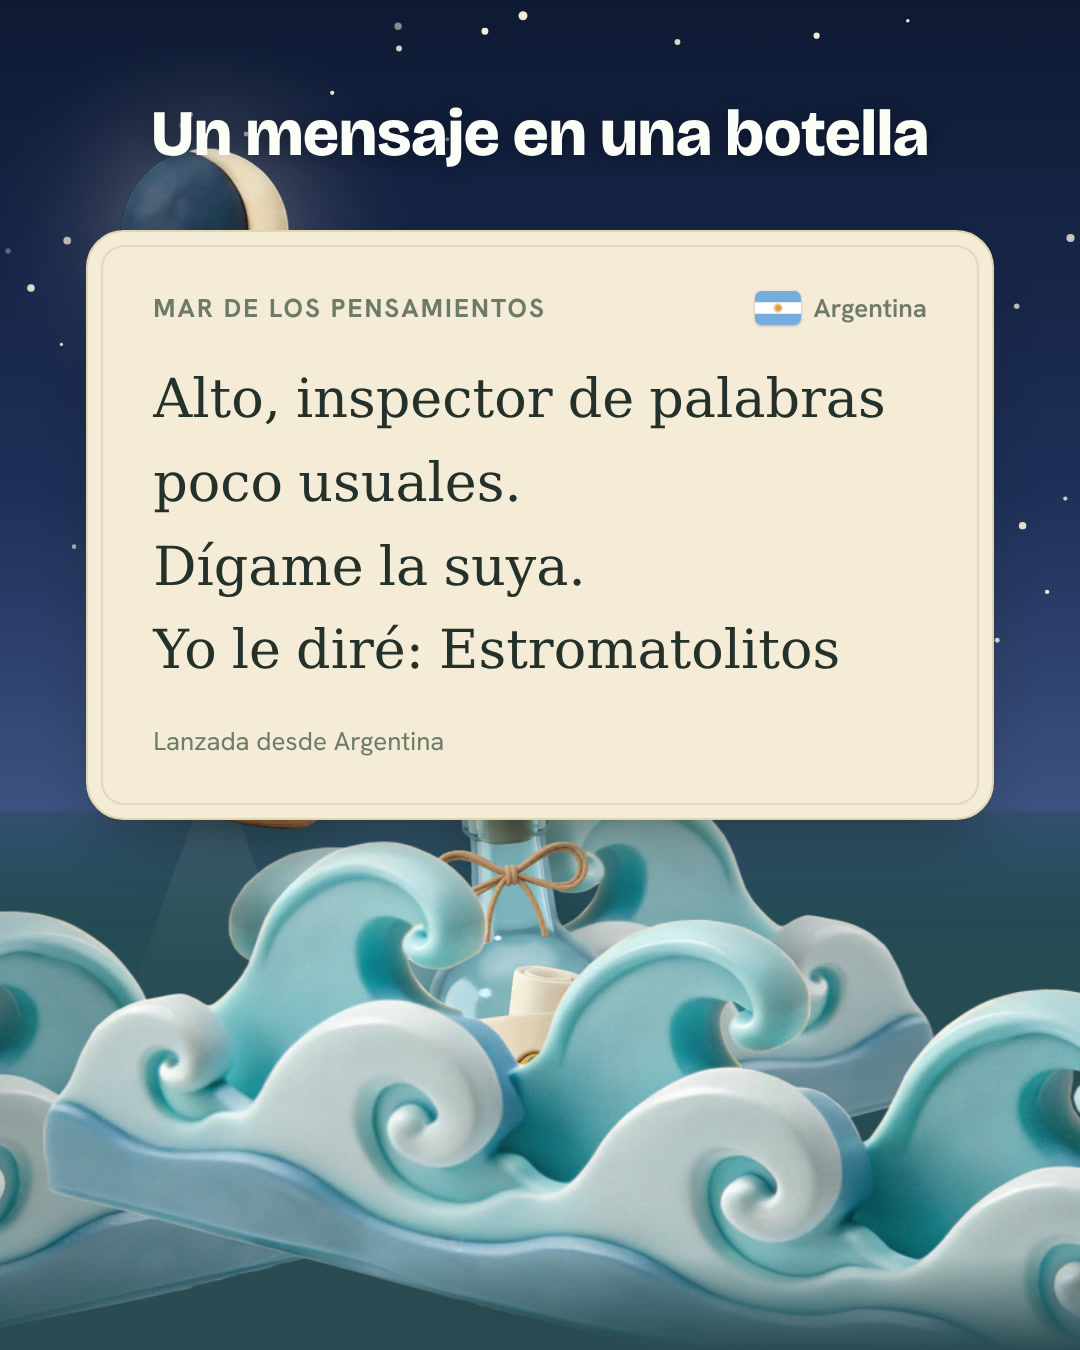 Un mensaje en una botella
MAR DE LOS PENSAMIENTOS
Argentina
Alto, inspector de palabras
poco usuales.
Dígame la suya.
Yo le diré: Estromatolitos
Lanzada desde Argentina